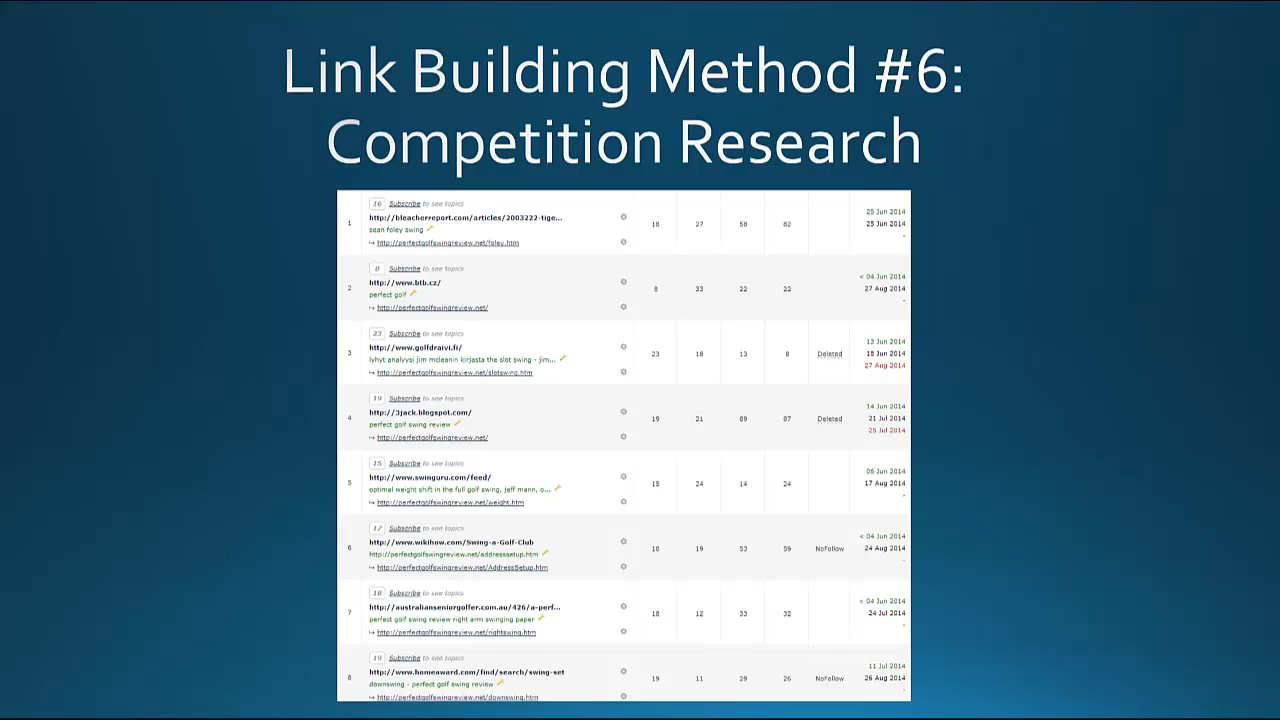 Link Building Method #6:
Competition Research
16 Subscribe to see topics
http://bleacherreport.com/articles/2003222-tige...
1 18 27 58 82 25 Jun 2014
sean foley swing 25 Jun 2014
↪ http://perfectgolfswingreview.net/foley.htm -
8 Subscribe to see topics
http://www.btb.cz/ < 04 Jun 2014
2 8 33 22 22 27 Aug 2014
perfect golf
↪ http://perfectgolfswingreview.net/ -
23 Subscribe to see topics
http://www.golfdraivi.fi/ 13 Jun 2014
3 23 18 13 8 Deleted 18 Jun 2014
lyhyt analyysi jim mcleanin kirjasta the slot swing - jim... 27 Aug 2014
↪ http://perfectgolfswingreview.net/slotswing.htm
19 Subscribe to see topics
http://3jack.blogspot.com/ 14 Jun 2014
4 19 21 89 87 Deleted 21 Jul 2014
perfect golf swing review 25 Jul 2014
↪ http://perfectgolfswingreview.net/
15 Subscribe to see topics
http://www.swinguru.com/feed/ 06 Jun 2014
5 15 24 14 24 17 Aug 2014
optimal weight shift in the full golf swing, jeff mann, o... -
↪ http://perfectgolfswingreview.net/weight.htm
17 Subscribe to see topics
http://www.wikihow.com/Swing-a-Golf-Club < 04 Jun 2014
6 18 19 53 59 NoFollow 24 Aug 2014
http://perfectgolfswingreview.net/addresssetup.htm -
↪ http://perfectgolfswingreview.net/AddressSetup.htm
18 Subscribe to see topics
http://australianseniorgolfer.com.au/426/a-perf... < 04 Jun 2014
7 18 12 33 32 24 Jul 2014
perfect golf swing review right arm swinging paper -
↪ http://perfectgolfswingreview.net/rightswing.htm
19 Subscribe to see topics
http://www.homeaward.com/find/search/swing-set 11 Jul 2014
8 19 11 29 26 NoFollow 26 Aug 2014
downswing - perfect golf swing review -
↪ http://perfectgolfswingreview.net/downswing.htm